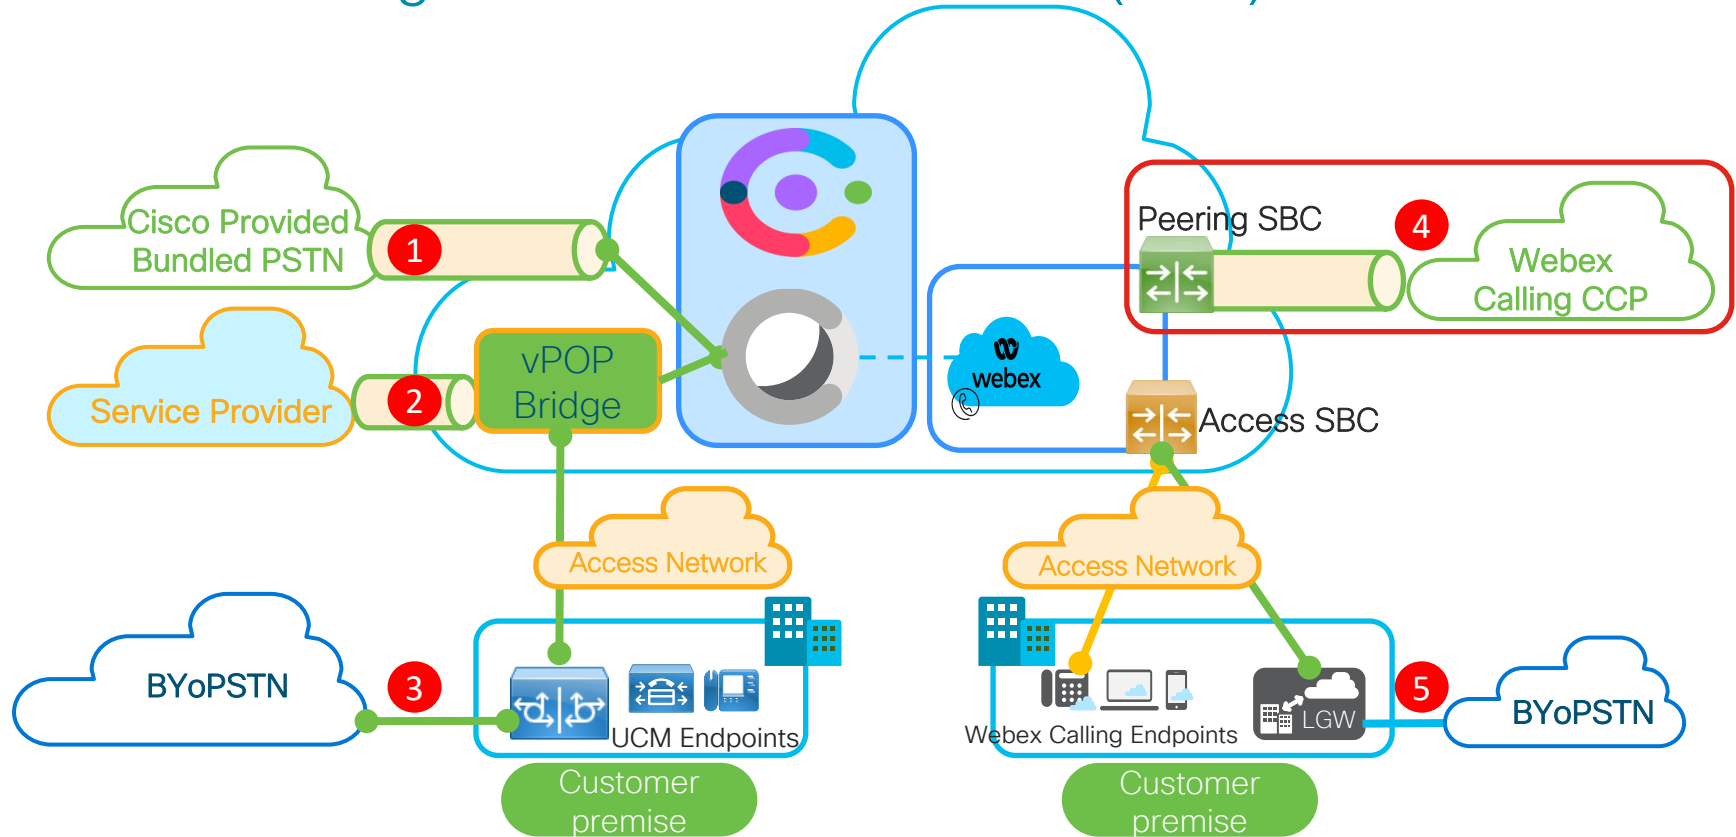 Cisco Provided
Bundled PSTN
1
Peering SBC
4
Webex
Calling CCP
Service Provider
2
vPOP
Bridge
webex
Access SBC
Access Network
Access Network
BYoPSTN
3
UCM Endpoints
Webex Calling Endpoints
LGW
5
BYoPSTN
Customer
premise
Customer
premise